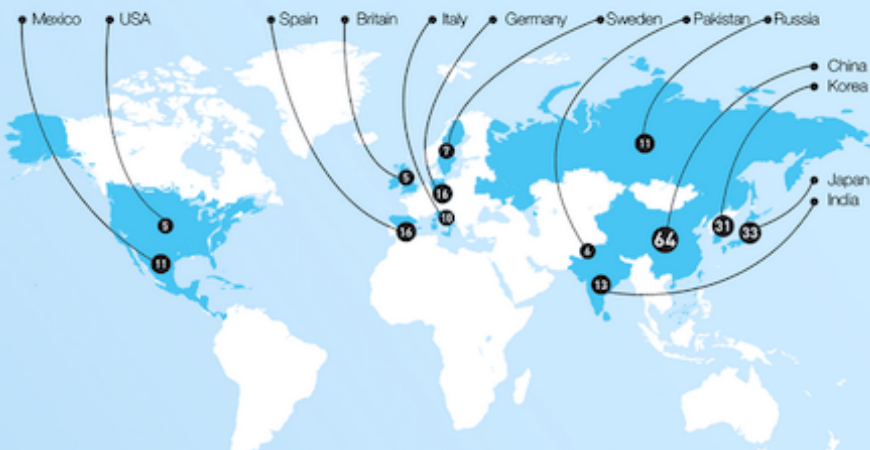 Mexico
USA
Spain
Britain
Italy
Germany
Sweden
Pakistan
Russia
China
Korea
Japan
India
11
7
5
16
10
16
5
11
6
64
31
33
13